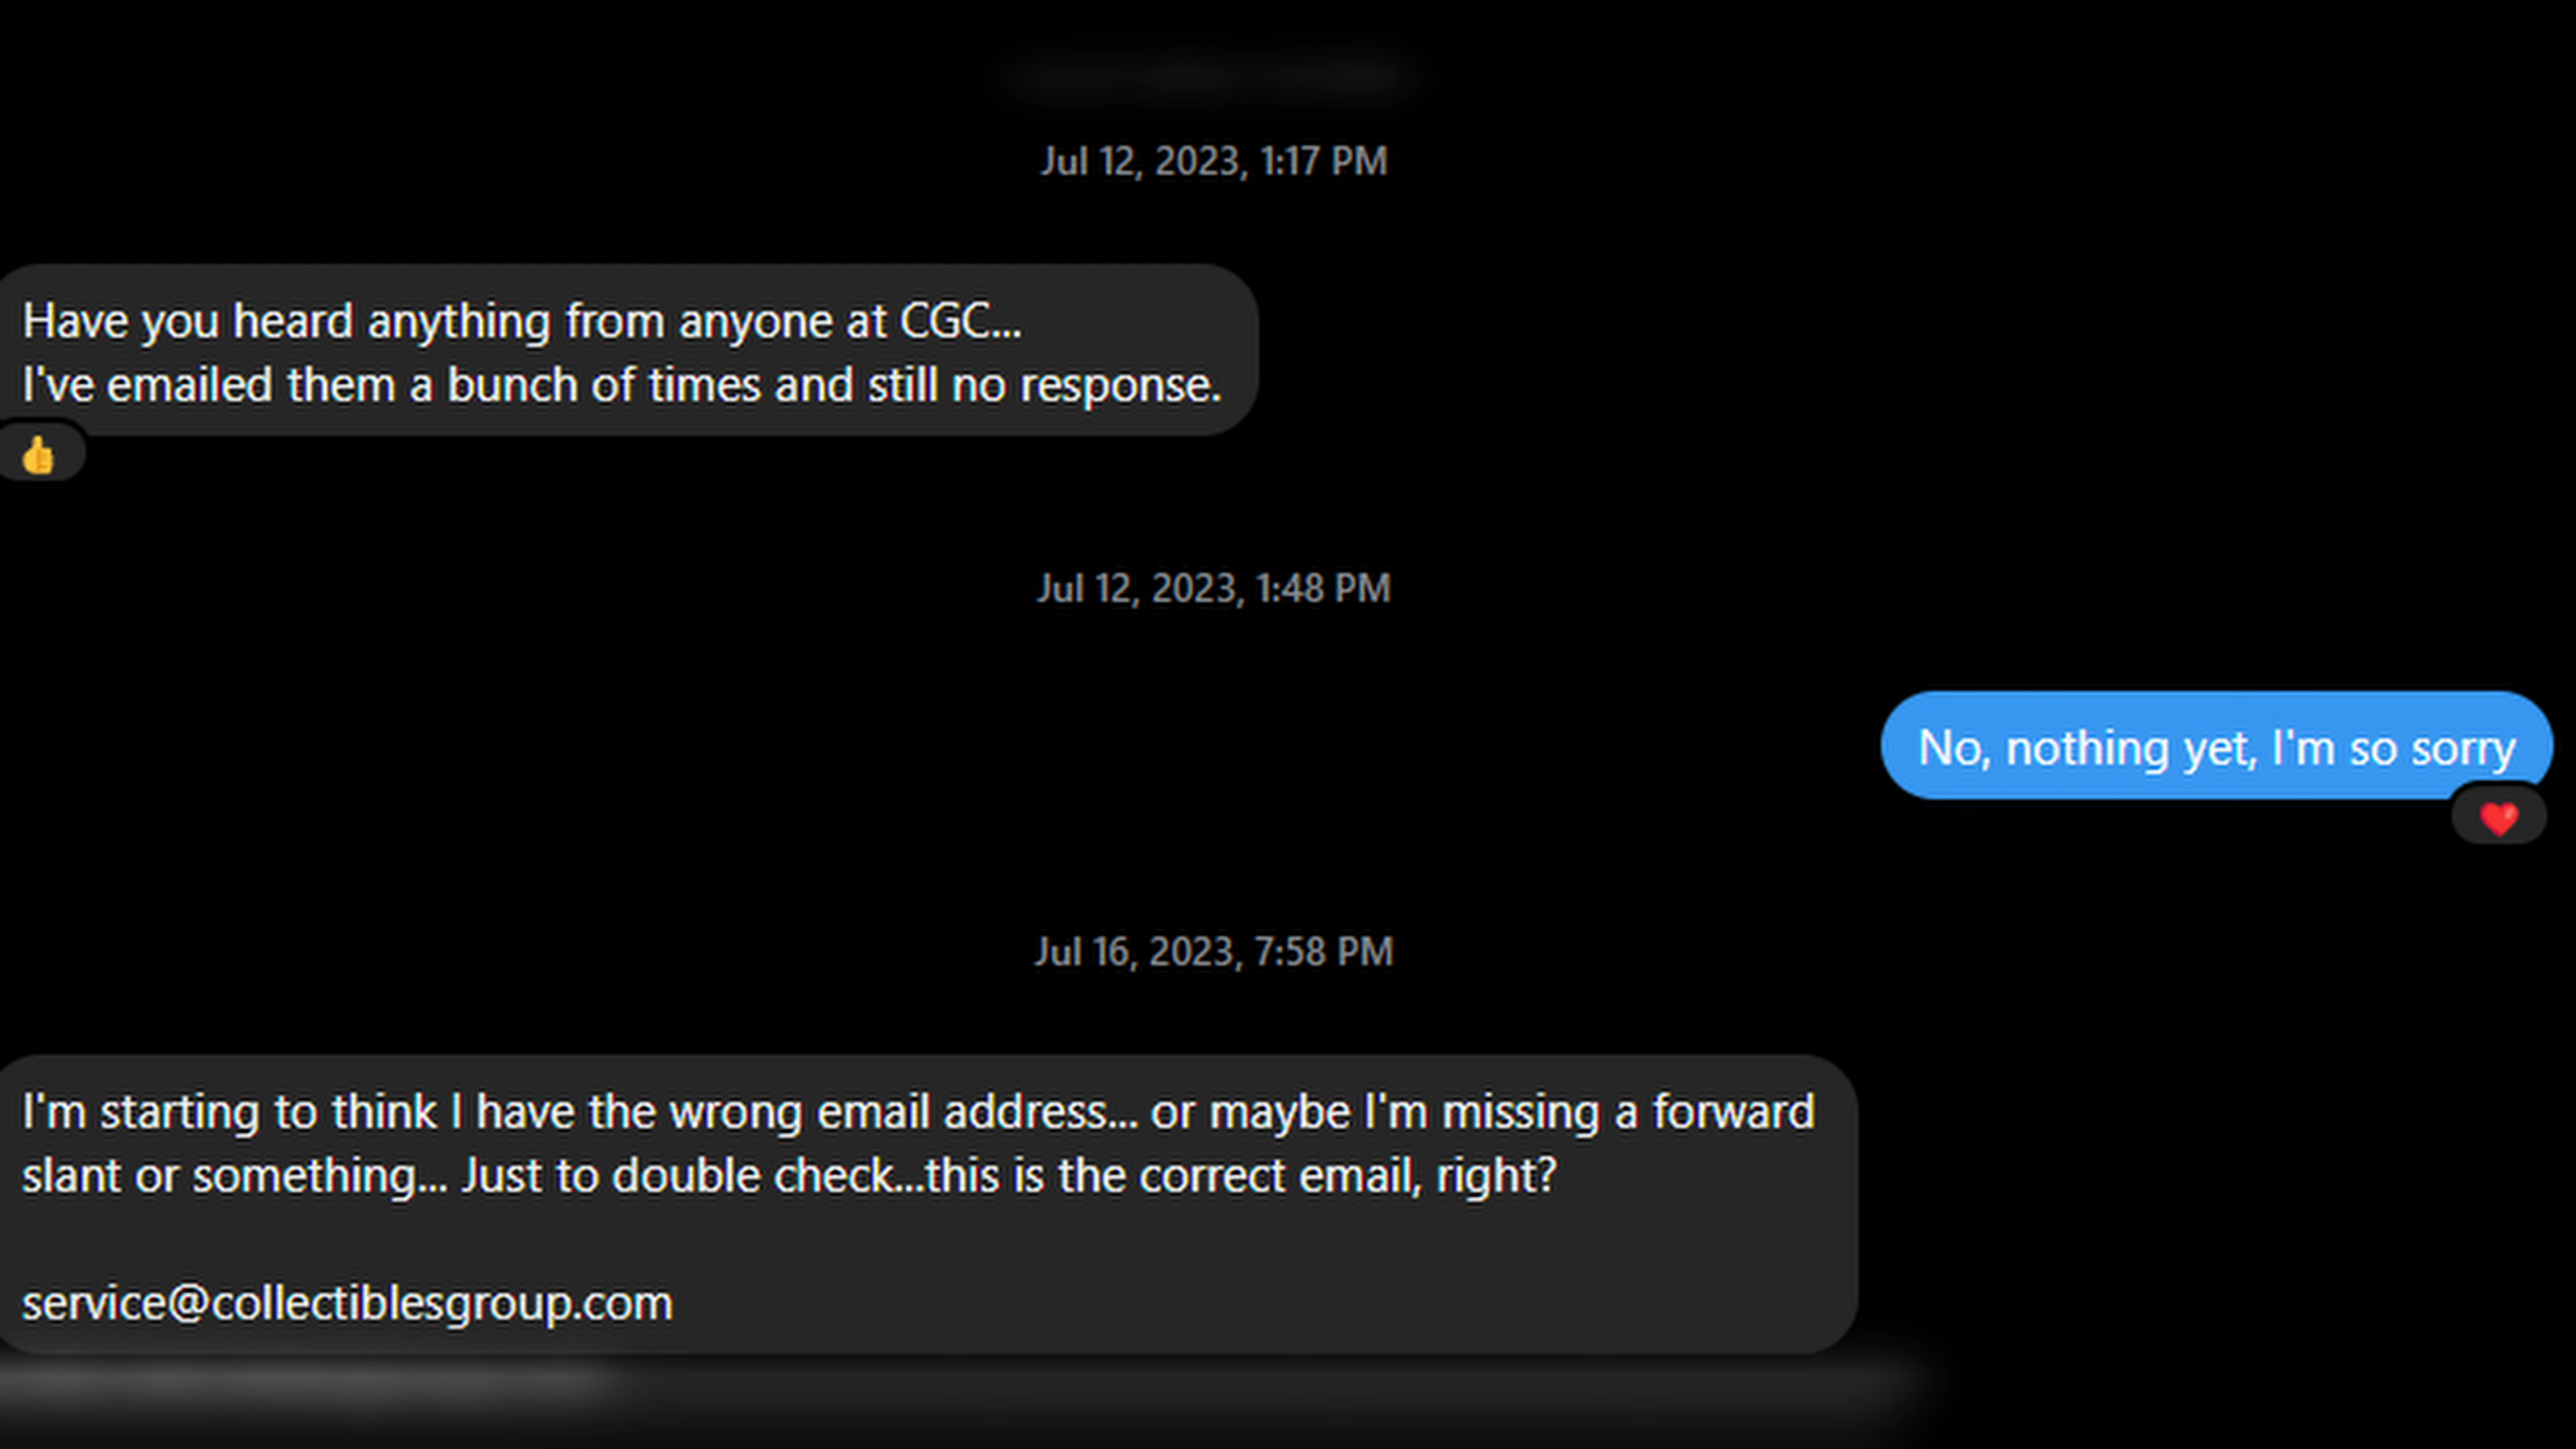 Jul 12, 2023, 1:17 PM
Have you heard anything from anyone at CGC...
I've emailed them a bunch of times and still no response.
👍
Jul 12, 2023, 1:48 PM
No, nothing yet, I'm so sorry
❤️
Jul 16, 2023, 7:58 PM
I'm starting to think I have the wrong email address... or maybe I'm missing a forward
slant or something... Just to double check...this is the correct email, right?
service@collectiblesgroup.com